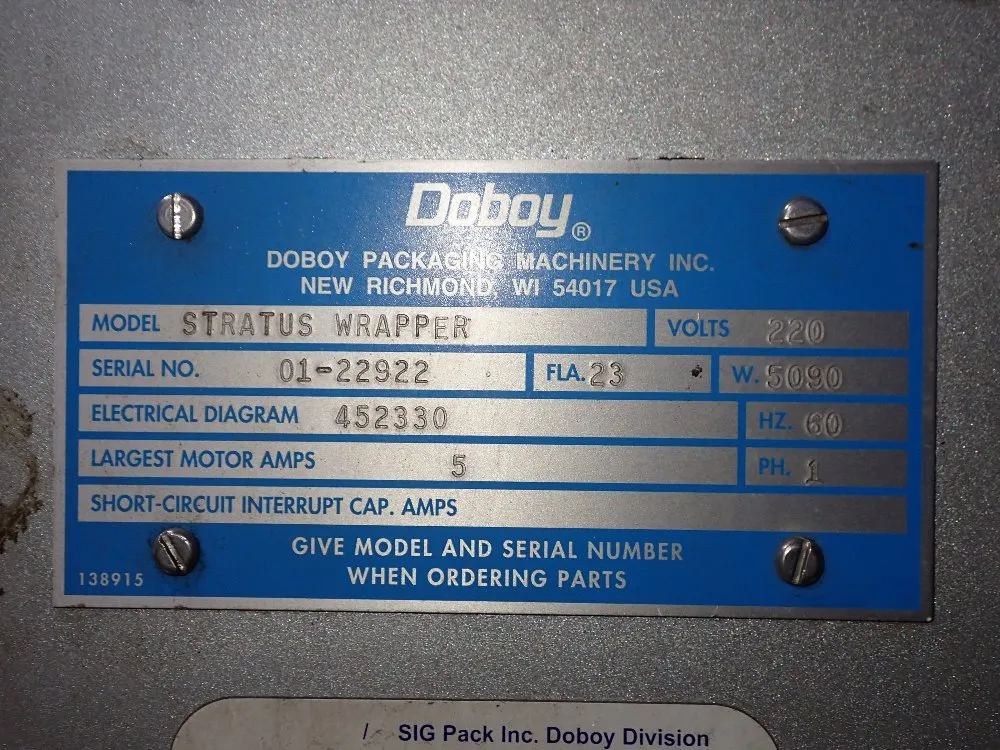 Doboy®
DOBOY PACKAGING MACHINERY INC.
NEW RICHMOND, WI 54017 USA
MODEL STRATUS WRAPPER VOLTS 220
SERIAL NO. 01-22922 FLA. 23 W. 5090
ELECTRICAL DIAGRAM 452330 HZ. 60
LARGEST MOTOR AMPS 5 PH. 1
SHORT-CIRCUIT INTERRUPT CAP. AMPS
GIVE MODEL AND SERIAL NUMBER
WHEN ORDERING PARTS
138915
SIG Pack Inc. Doboy Division